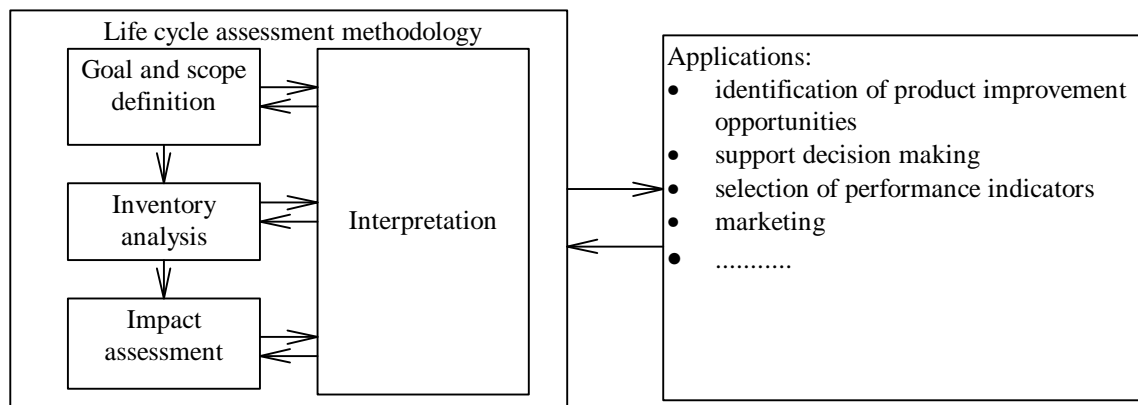 Life cycle assessment methodology
Goal and scope
definition
Inventory
analysis
Impact
assessment
Interpretation
Applications:
● identification of product improvement
opportunities
● support decision making
● selection of performance indicators
● marketing
● ...........